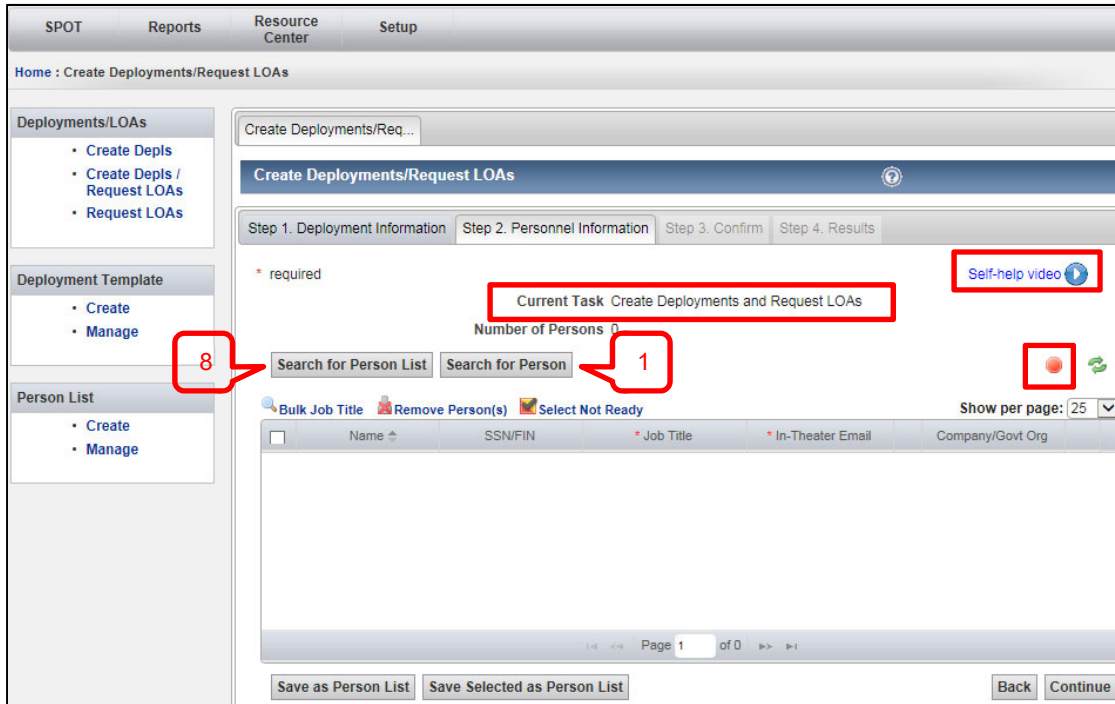 SPOT Reports Resource Center Setup
Home : Create Deployments/Request LOAs
Deployments/LOAs
• Create Depls
• Create Depls /
Request LOAs
• Request LOAs
Deployment Template
• Create
• Manage
Person List
• Create
• Manage
Create Deployments/Req...
Create Deployments/Request LOAs
Step 1. Deployment Information Step 2. Personnel Information Step 3. Confirm Step 4. Results
* required
Self-help video
Current Task Create Deployments and Request LOAs
Number of Persons 0
8 Search for Person List Search for Person 1
Bulk Job Title Remove Person(s) Select Not Ready Show per page: 25
Name SSN/FIN * Job Title * In-Theater Email Company/Govt Org
Page 1 of 0
Save as Person List Save Selected as Person List Back Continue